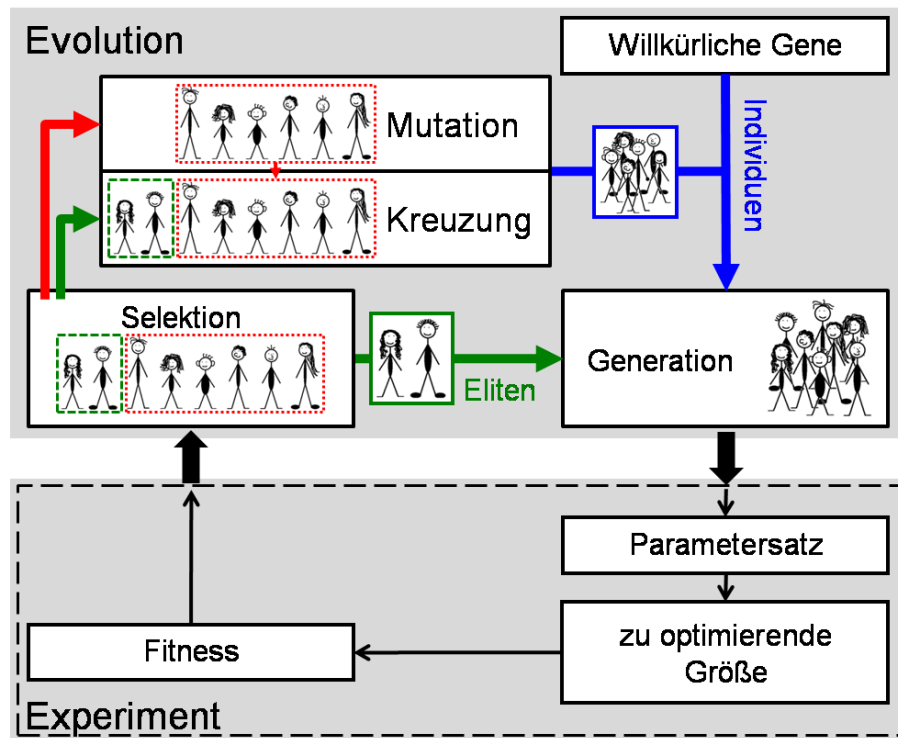 Evolution
Willkürliche Gene
Mutation
Kreuzung
Individuen
Selektion
Eliten
Generation
Parametersatz
zu optimierende
Größe
Fitness
Experiment